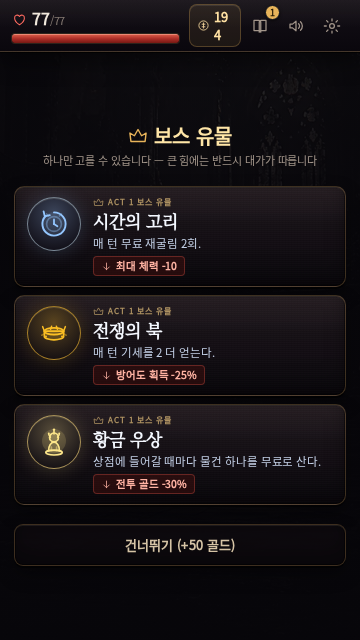 77/77
19
4
1
보스 유물
하나만 고를 수 있습니다 — 큰 힘에는 반드시 대가가 따릅니다
ACT 1 보스 유물
시간의 고리
매 턴 무료 재굴림 2회.
↓ 최대 체력 -10
ACT 1 보스 유물
전쟁의 북
매 턴 기세를 2 더 얻는다.
↓ 방어도 획득 -25%
ACT 1 보스 유물
황금 우상
상점에 들어갈 때마다 물건 하나를 무료로 산다.
↓ 전투 골드 -30%
건너뛰기 (+50 골드)